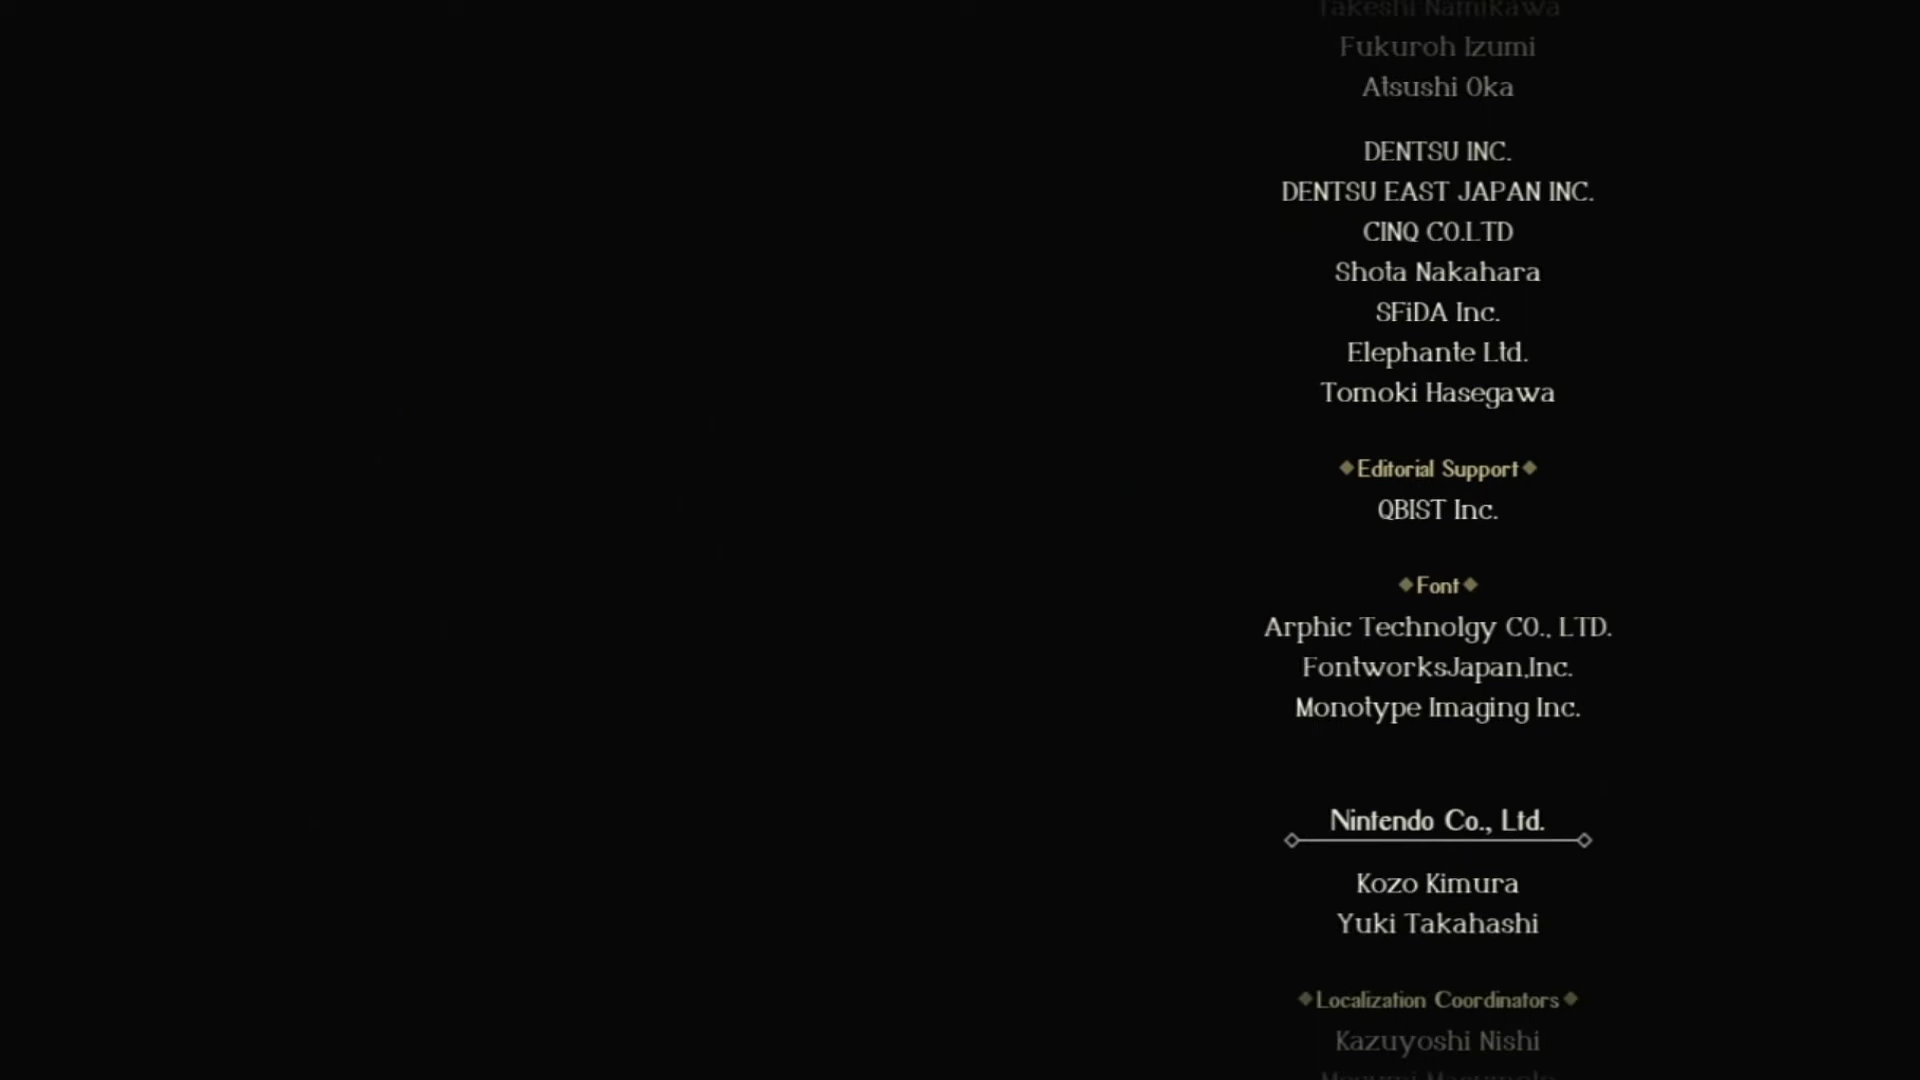 Takeshi Namikawa
Fukuroh Izumi
Atsushi Oka
DENTSU INC.
DENTSU EAST JAPAN INC.
CINQ CO.LTD
Shota Nakahara
SFiDA Inc.
Elephante Ltd.
Tomoki Hasegawa
◆Editorial Support◆
QBIST Inc.
◆Font◆
Arphic Technolgy CO., LTD.
FontworksJapan,Inc.
Monotype Imaging Inc.
Nintendo Co., Ltd.
Kozo Kimura
Yuki Takahashi
◆Localization Coordinators◆
Kazuyoshi Nishi